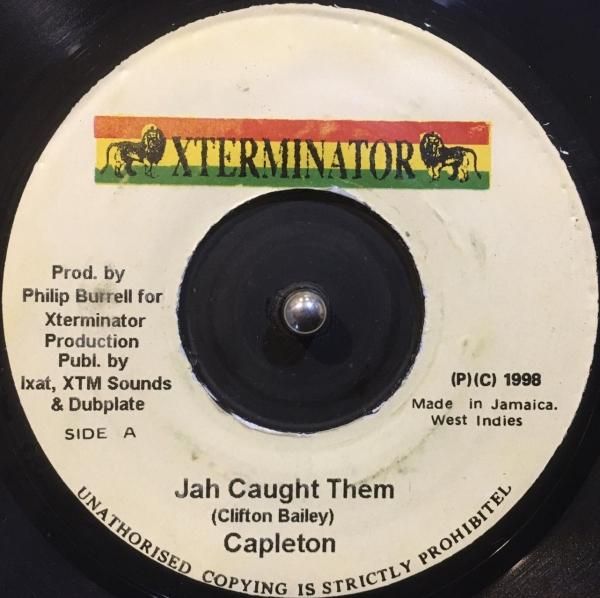 XTERMINATOR
Prod. by
Philip Burrell for
Xterminator
Production
Publ. by
Ixat, XTM Sounds
& Dubplate
SIDE A
(P)(C) 1998
Made in Jamaica.
West Indies
Jah Caught Them
(Clifton Bailey)
Capleton
UNATHORISED COPYING IS STRICTLY PROHIBITEL